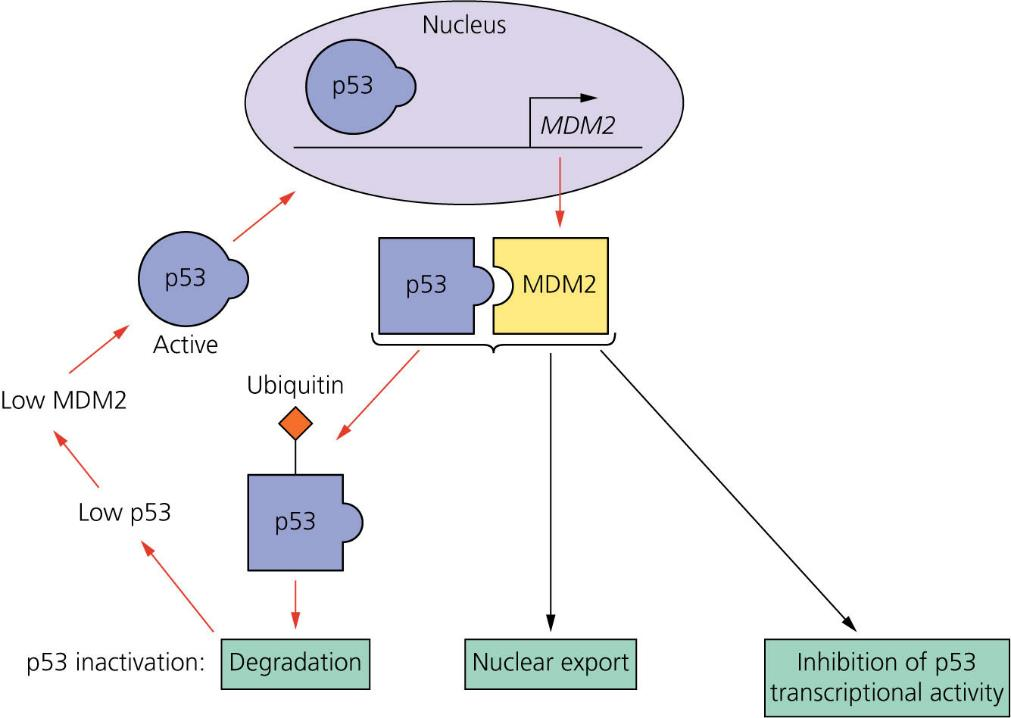 Nucleus
p53
MDM2
p53
Active
p53
MDM2
Ubiquitin
Low MDM2
Low p53
p53
p53 inactivation:
Degradation
Nuclear export
Inhibition of p53
transcriptional activity